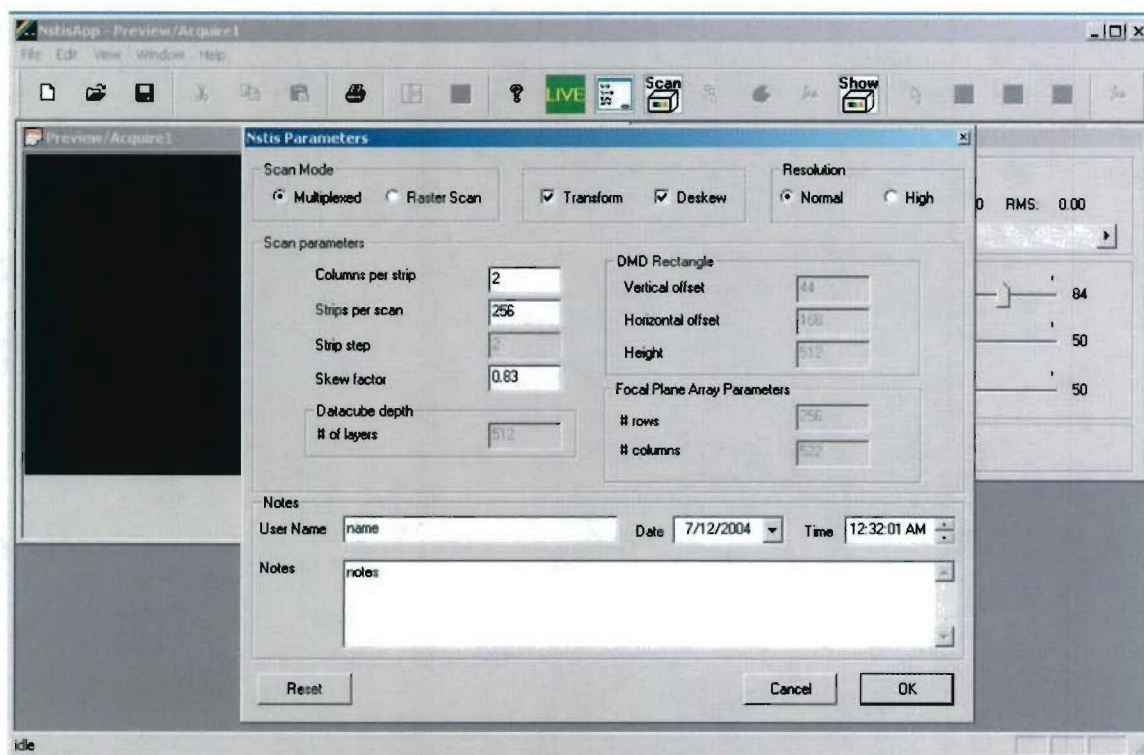 NstisApp - Preview/Acquire1
File Edit View Window Help
LIVE Scan Show
Preview/Acquire1
Nstis Parameters
Scan Mode
Multiplexed Raster Scan
Transform Deskew
Resolution
Normal High
0 RMS: 0.00
84
50
50
Scan parameters
Columns per strip 2
Strips per scan 256
Strip step 2
Skew factor 0.83
Datacube depth
# of layers 512
DMD Rectangle
Vertical offset 44
Horizontal offset 168
Height 512
Focal Plane Array Parameters
# rows 256
# columns 522
Notes
User Name name Date 7/12/2004 Time 12:32:01 AM
Notes notes
Reset Cancel OK
idle